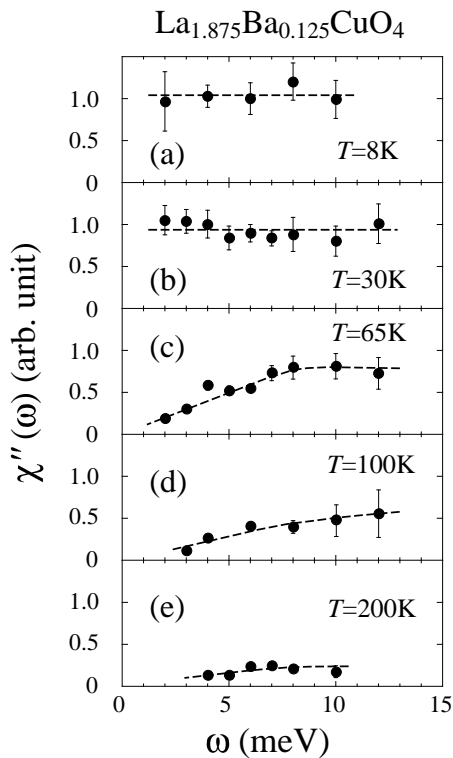 La1.875Ba0.125CuO4
1.0
0.5
0
(a)
T=8K
1.0
0.5
0
(b)
T=30K
1.0
0.5
0
(c)
T=65K
1.0
0.5
0
(d)
T=100K
1.0
0.5
0
(e)
T=200K
0 5 10 15
ω (meV)
χ″(ω) (arb. unit)